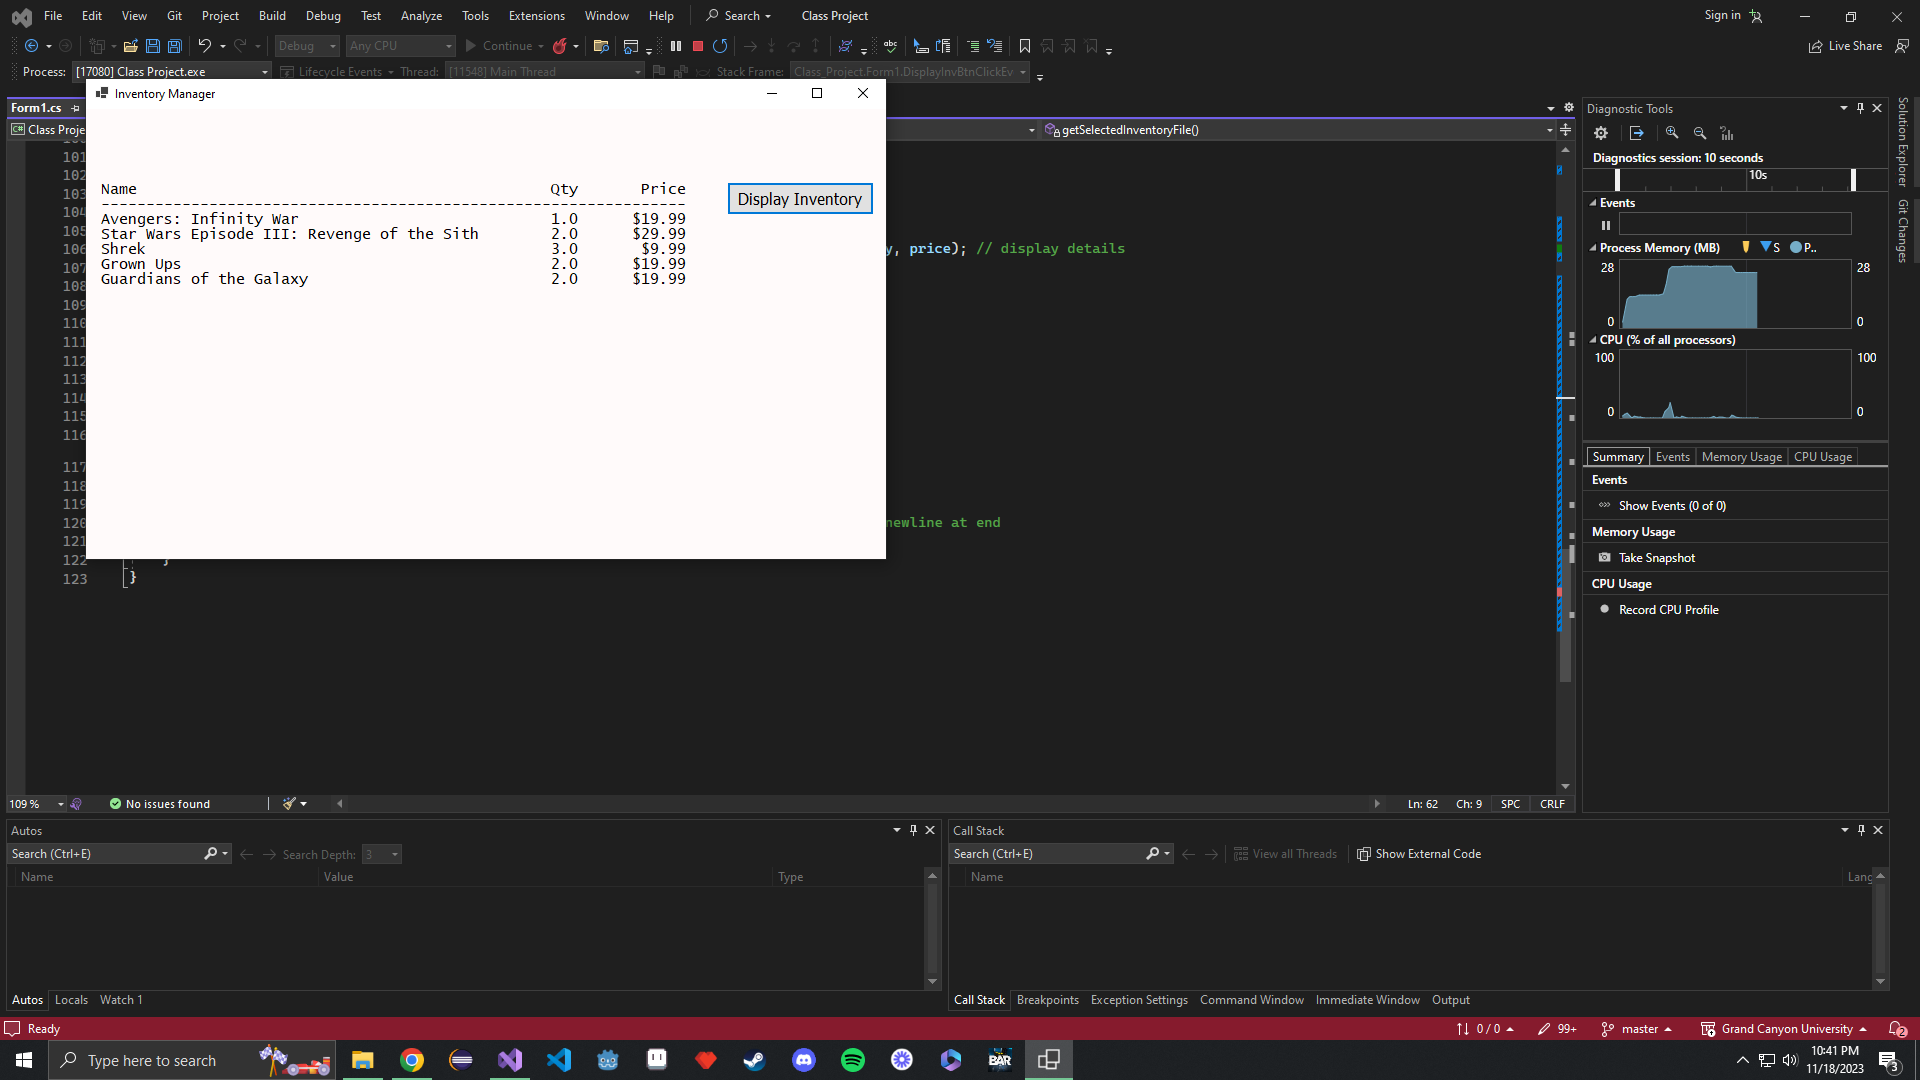 File Edit View Git Project Build Debug Test Analyze Tools Extensions Window Help Search Class Project Sign in
Debug Any CPU Continue Live Share
Process: [17080] Class Project.exe Lifecycle Events Thread: [11548] Main Thread Stack Frame: Class_Project.Form1.DisplayInvBtnClickEv
Inventory Manager
Form1.cs
Class Proje
getSelectedInventoryFile()
Name Qty Price
-----------------------------------------------------------------
Avengers: Infinity War 1.0 $19.99
Star Wars Episode III: Revenge of the Sith 2.0 $29.99
Shrek 3.0 $9.99
Grown Ups 2.0 $19.99
Guardians of the Galaxy 2.0 $19.99
Display Inventory
101
102
103
104
105
106 y, price); // display details
107
108
109
110
111
112
113
114
115
116
117
118
119
120 newline at end
121
122 }
123 }
109 % No issues found Ln: 62 Ch: 9 SPC CRLF
Diagnostic Tools
Diagnostics session: 10 seconds
10s
Events
Process Memory (MB) S P..
28 28
0 0
CPU (% of all processors)
100 100
0 0
Summary Events Memory Usage CPU Usage
Events
Show Events (0 of 0)
Memory Usage
Take Snapshot
CPU Usage
Record CPU Profile
Solution Explorer
Git Changes
Autos
Search (Ctrl+E) Search Depth: 3
Name Value Type
Autos Locals Watch 1
Call Stack
Search (Ctrl+E) View all Threads Show External Code
Name Lang
Call Stack Breakpoints Exception Settings Command Window Immediate Window Output
Ready 0 / 0 99+ master Grand Canyon University 2
Type here to search BAR 10:41 PM
11/18/2023 3